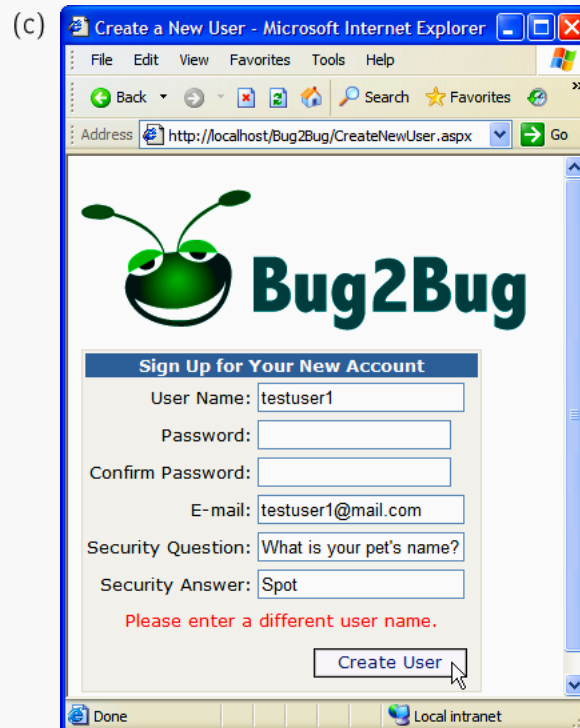 (c)
Create a New User - Microsoft Internet Explorer
File Edit View Favorites Tools Help
Back Search Favorites »
Address http://localhost/Bug2Bug/CreateNewUser.aspx Go
Bug2Bug
Sign Up for Your New Account
User Name: testuser1
Password:
Confirm Password:
E-mail: testuser1@mail.com
Security Question: What is your pet's name?
Security Answer: Spot
Please enter a different user name.
Create User
Done Local intranet